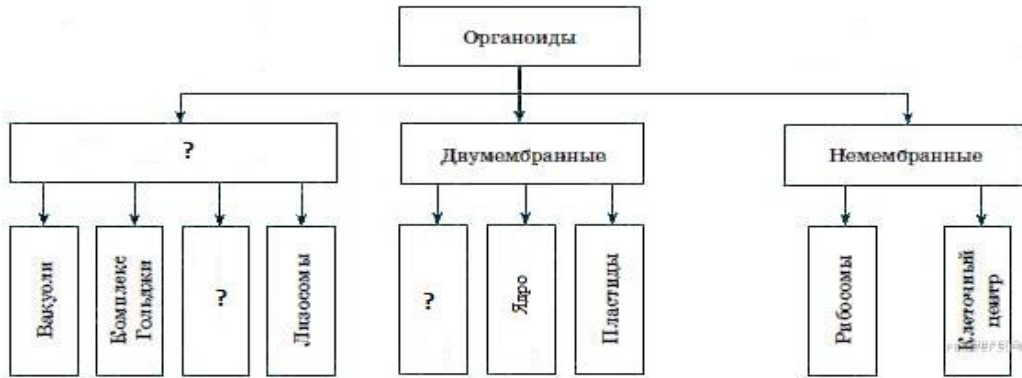 Органоиды
?
Двумембранные
Немембранные
Вакуоли
Комплекс
Гольджи
?
Лизосомы
?
Ядро
Пластиды
Рибосомы
Клеточный
центр